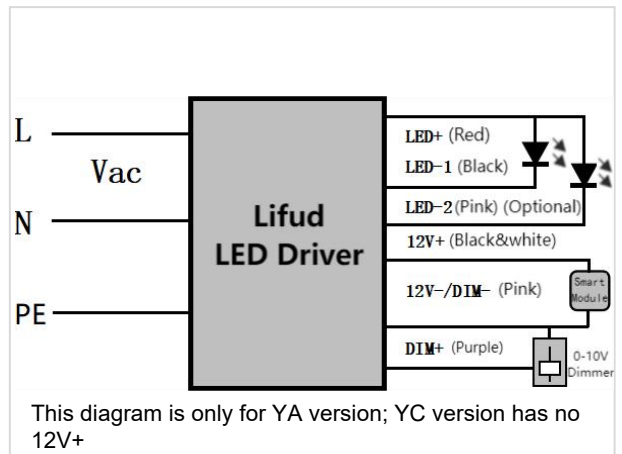 L
Vac
N
PE
Lifud
LED Driver
LED+ (Red)
LED-1 (Black)
LED-2(Pink) (Optional)
12V+ (Black&white)
12V-/DIM- (Pink)
DIM+ (Purple)
Smart
Module
0-10V
Dimmer
This diagram is only for YA version; YC version has no
12V+